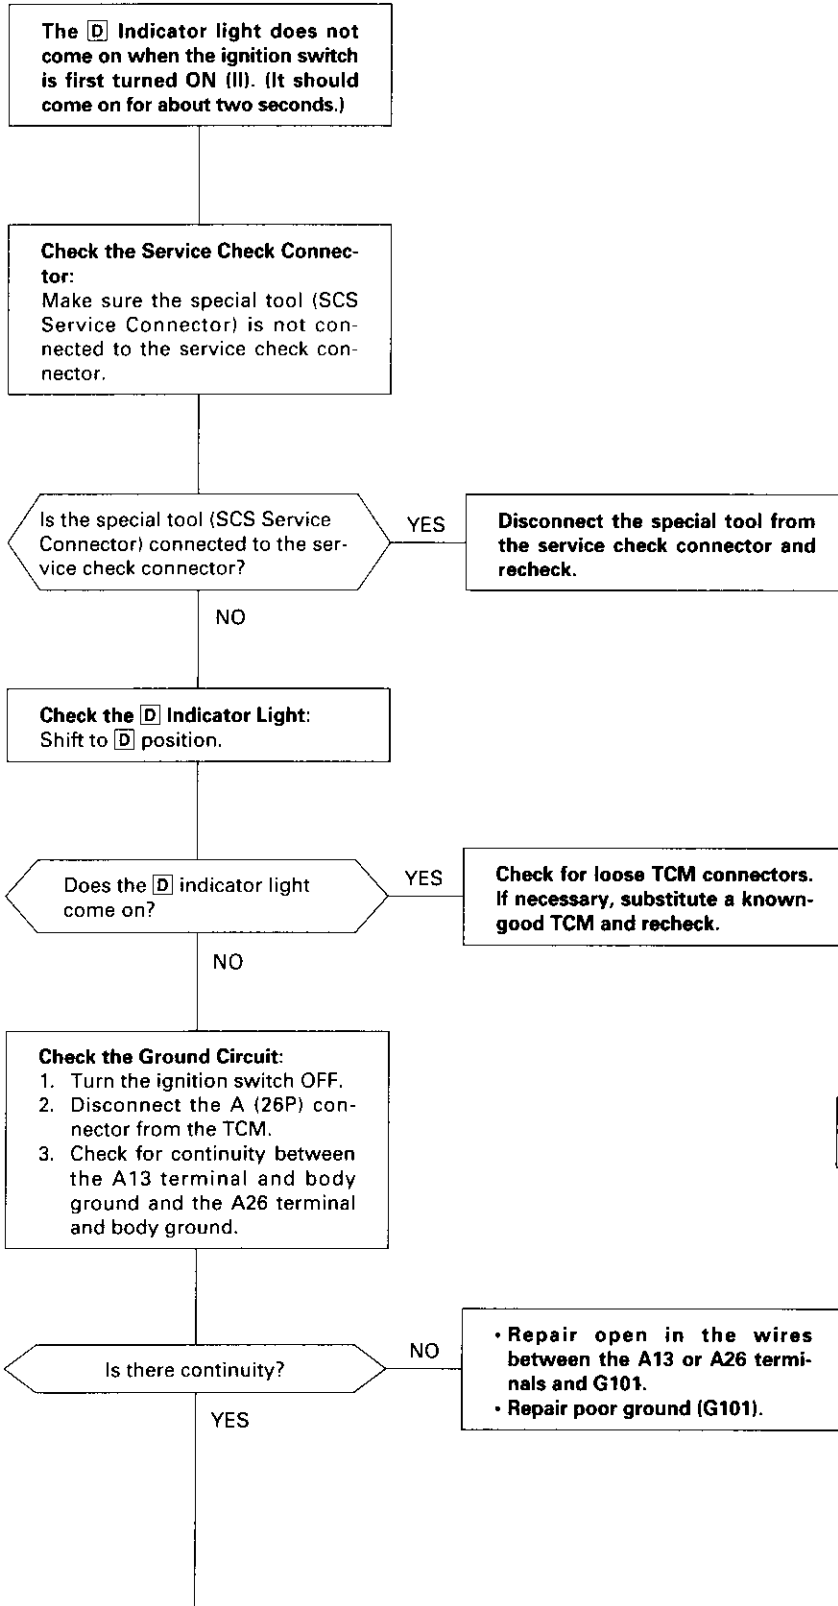 The D Indicator light does not
come on when the ignition switch
is first turned ON (II). (It should
come on for about two seconds.)
Check the Service Check Connec-
tor:
Make sure the special tool (SCS
Service Connector) is not con-
nected to the service check con-
nector.
Is the special tool (SCS Service
Connector) connected to the ser-
vice check connector?
YES
Disconnect the special tool from
the service check connector and
recheck.
NO
Check the D Indicator Light:
Shift to D position.
Does the D indicator light
come on?
YES
Check for loose TCM connectors.
If necessary, substitute a known-
good TCM and recheck.
NO
Check the Ground Circuit:
1. Turn the ignition switch OFF.
2. Disconnect the A (26P) con-
nector from the TCM.
3. Check for continuity between
the A13 terminal and body
ground and the A26 terminal
and body ground.
Is there continuity?
NO
• Repair open in the wires
between the A13 or A26 termi-
nals and G101.
• Repair poor ground (G101).
YES